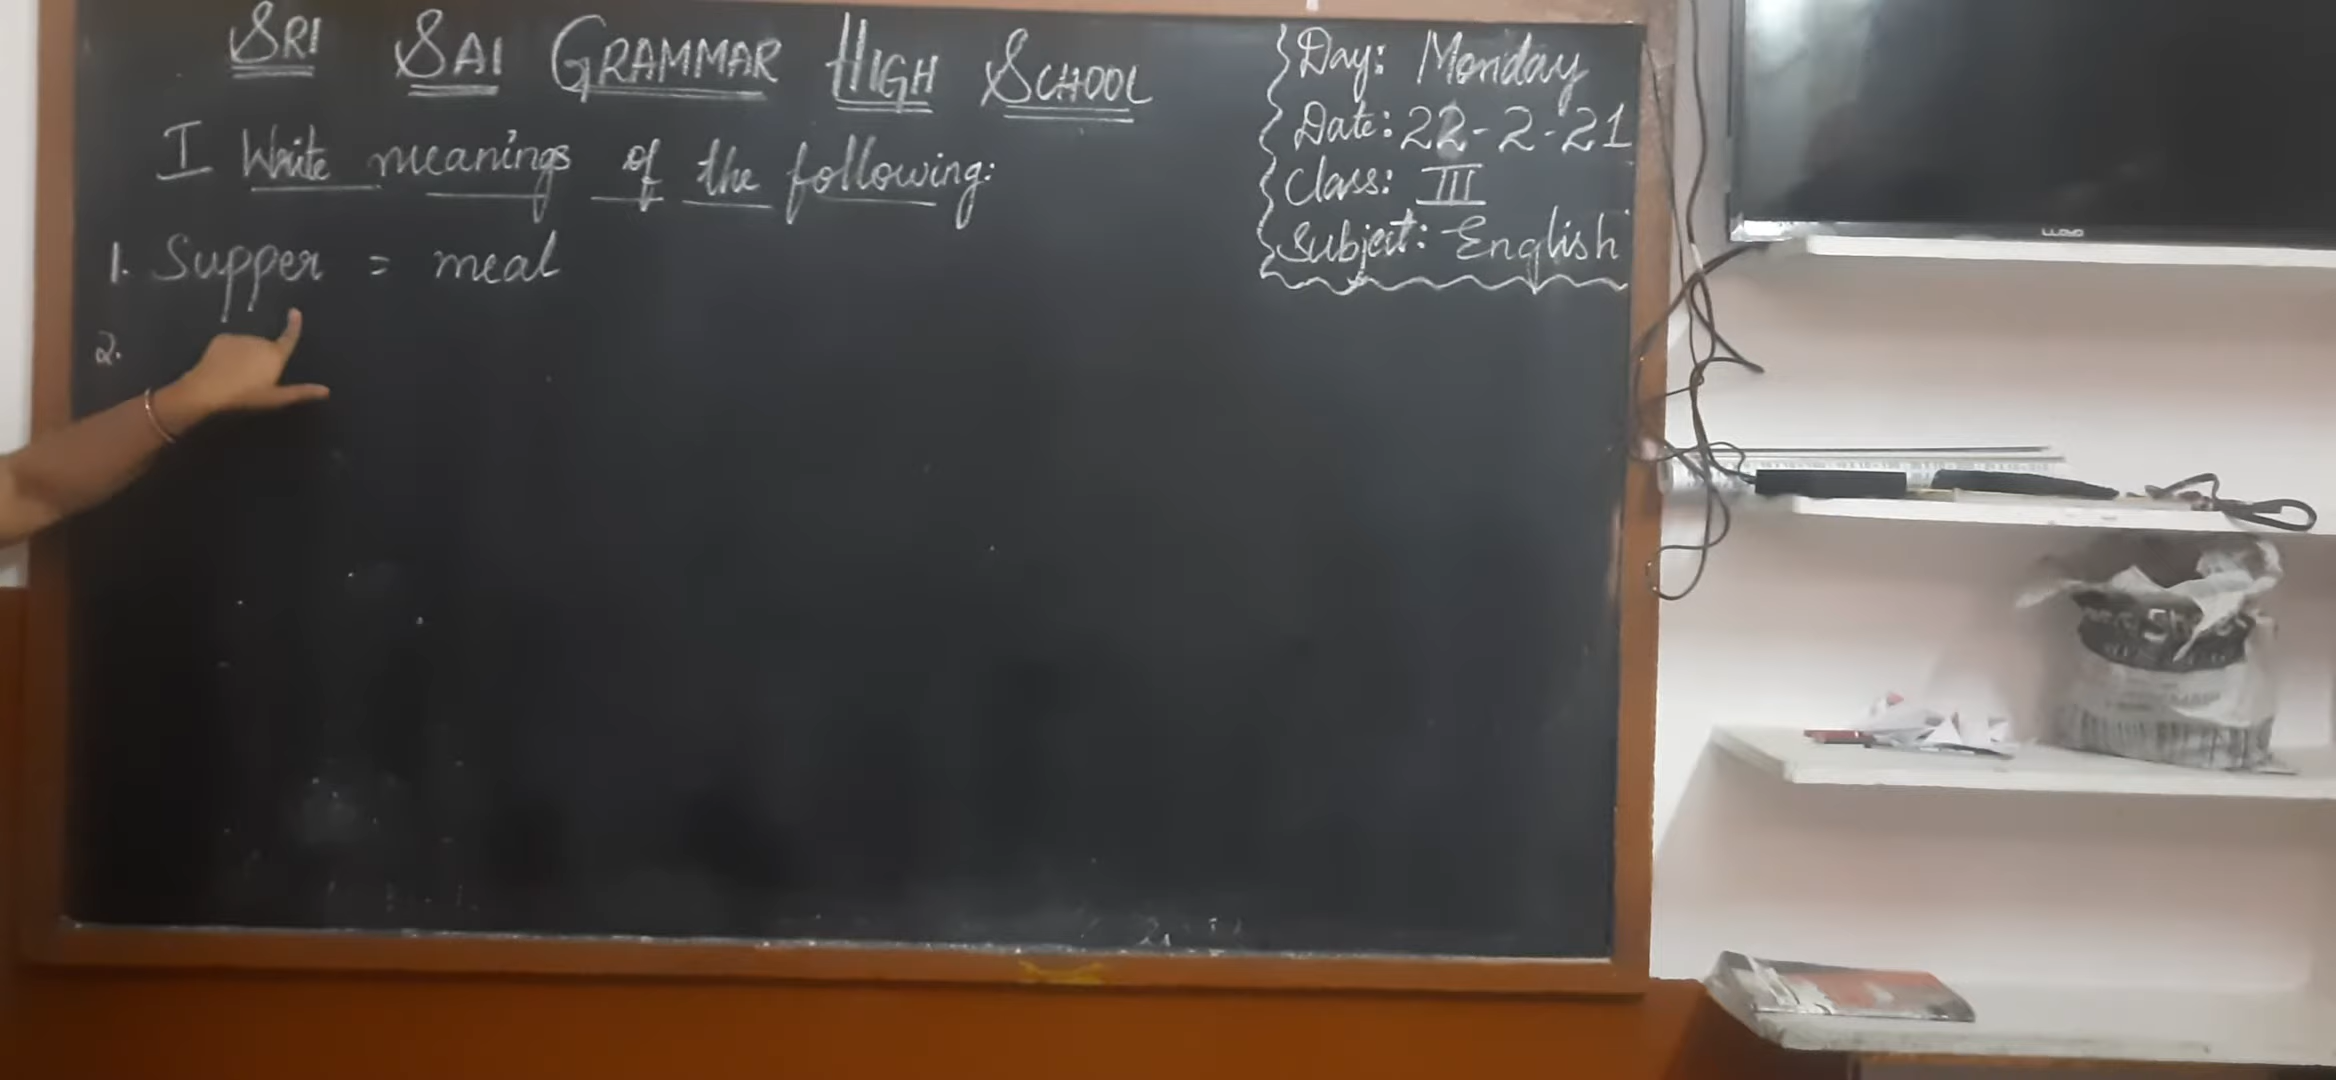 SRI SAI GRAMMAR HIGH SCHOOL
I Write meanings of the following:
1. Supper = meal
2.
Day: Monday
Date: 22-2-21
Class: III
Subject: English
LLOYD